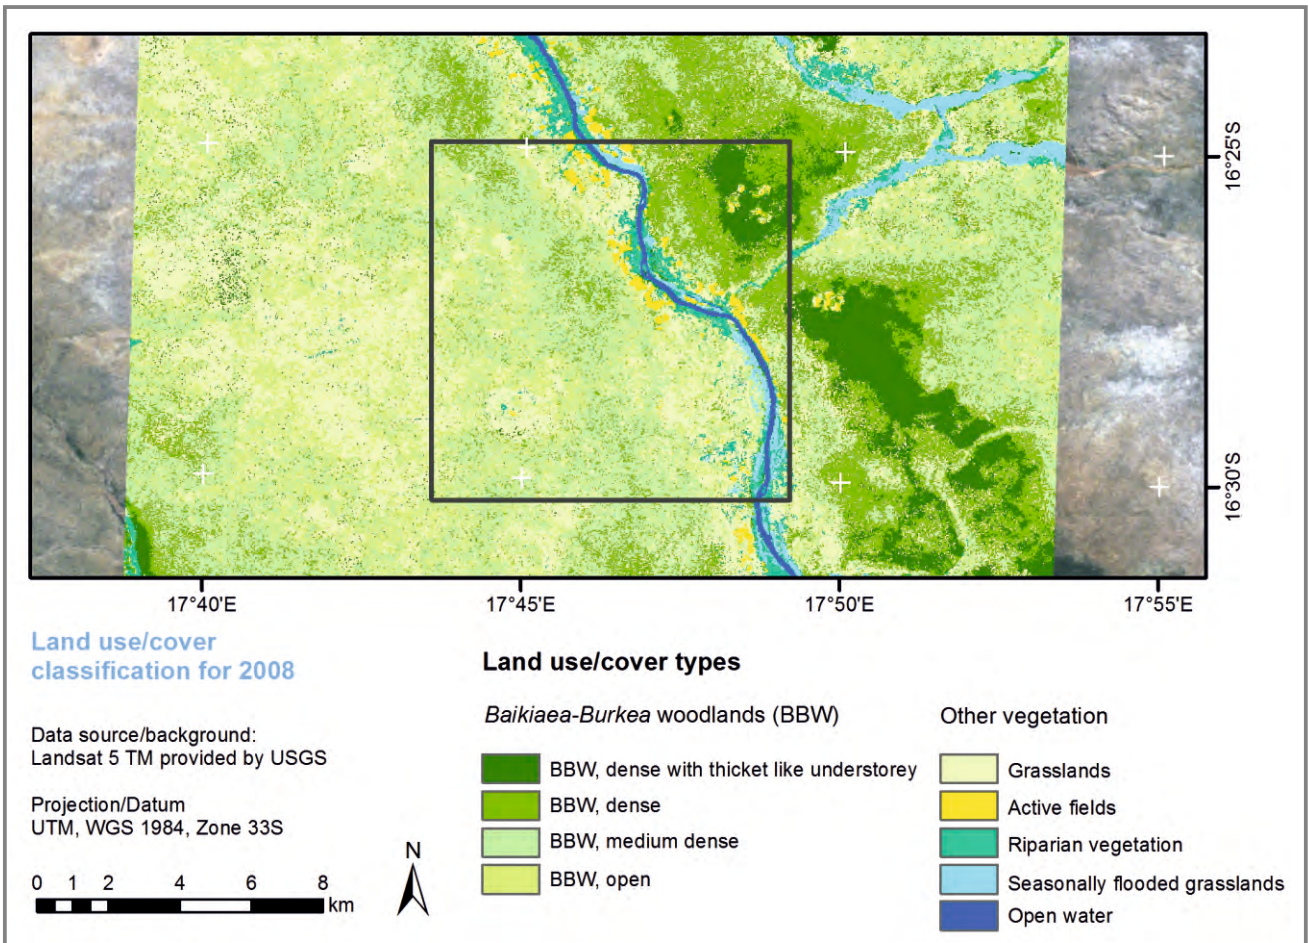 16°25'S
16°30'S
17°40'E
17°45'E
17°50'E
17°55'E
Land use/cover
classification for 2008
Data source/background:
Landsat 5 TM provided by USGS
Projection/Datum
UTM, WGS 1984, Zone 33S
0 1 2 4 6 8
km
N
Land use/cover types
Baikiaea-Burkea woodlands (BBW)
BBW, dense with thicket like understorey
BBW, dense
BBW, medium dense
BBW, open
Other vegetation
Grasslands
Active fields
Riparian vegetation
Seasonally flooded grasslands
Open water